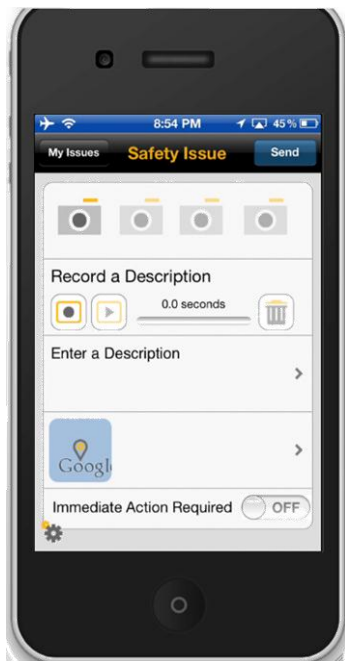 8:54 PM 45%
My Issues Safety Issue Send
Record a Description
0.0 seconds
Enter a Description
Googl
Immediate Action Required OFF